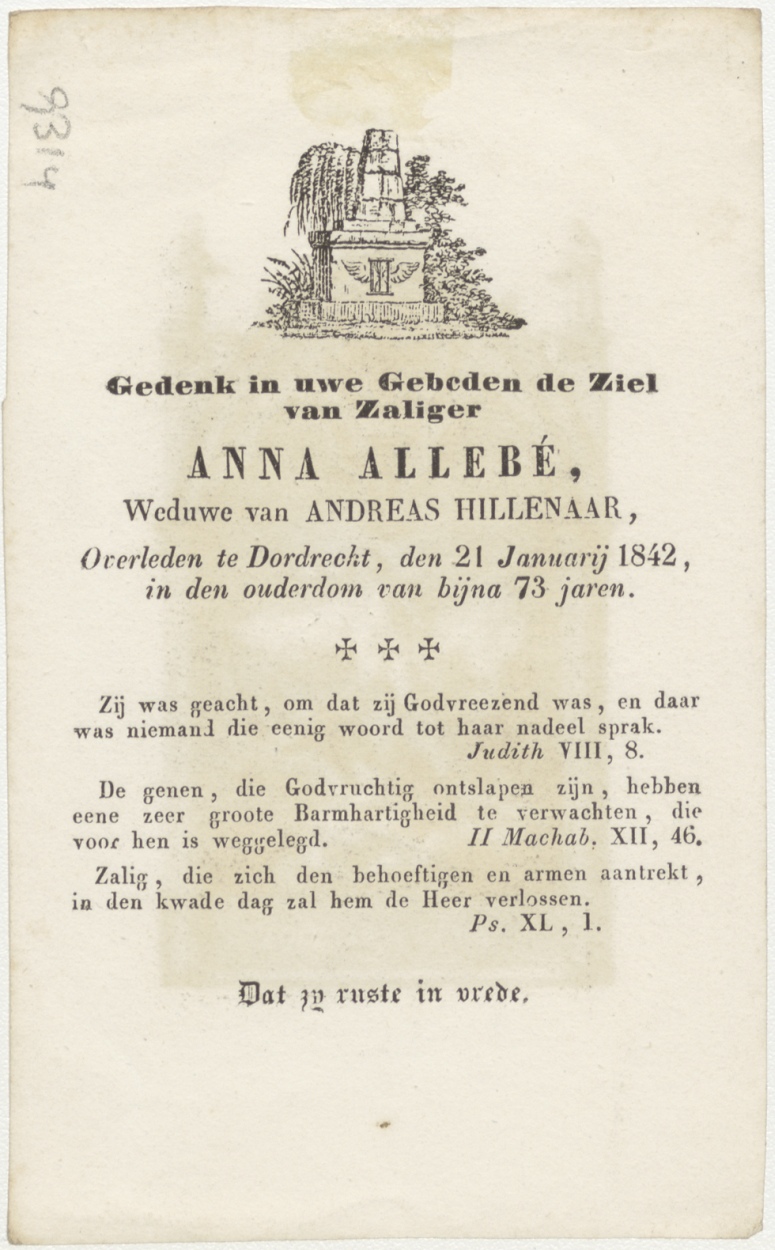 9314
Gedenk in uwe Gebeden de Ziel
van Zaliger
ANNA ALLEBÉ,
Weduwe van ANDREAS HILLENAAR,
Overleden te Dordrecht, den 21 Januarij 1842,
in den ouderdom van bijna 73 jaren.
✠ ✠ ✠
Zij was geacht, om dat zij Godvreezend was, en daar
was niemand die eenig woord tot haar nadeel sprak.
Judith VIII, 8.
De genen, die Godvruchtig ontslapen zijn, hebben
eene zeer groote Barmhartigheid te verwachten, die
voor hen is weggelegd. II Machab. XII, 46.
Zalig, die zich den behoeftigen en armen aantrekt,
in den kwade dag zal hem de Heer verlossen.
Ps. XL, 1.
Dat zy ruste in vrede.